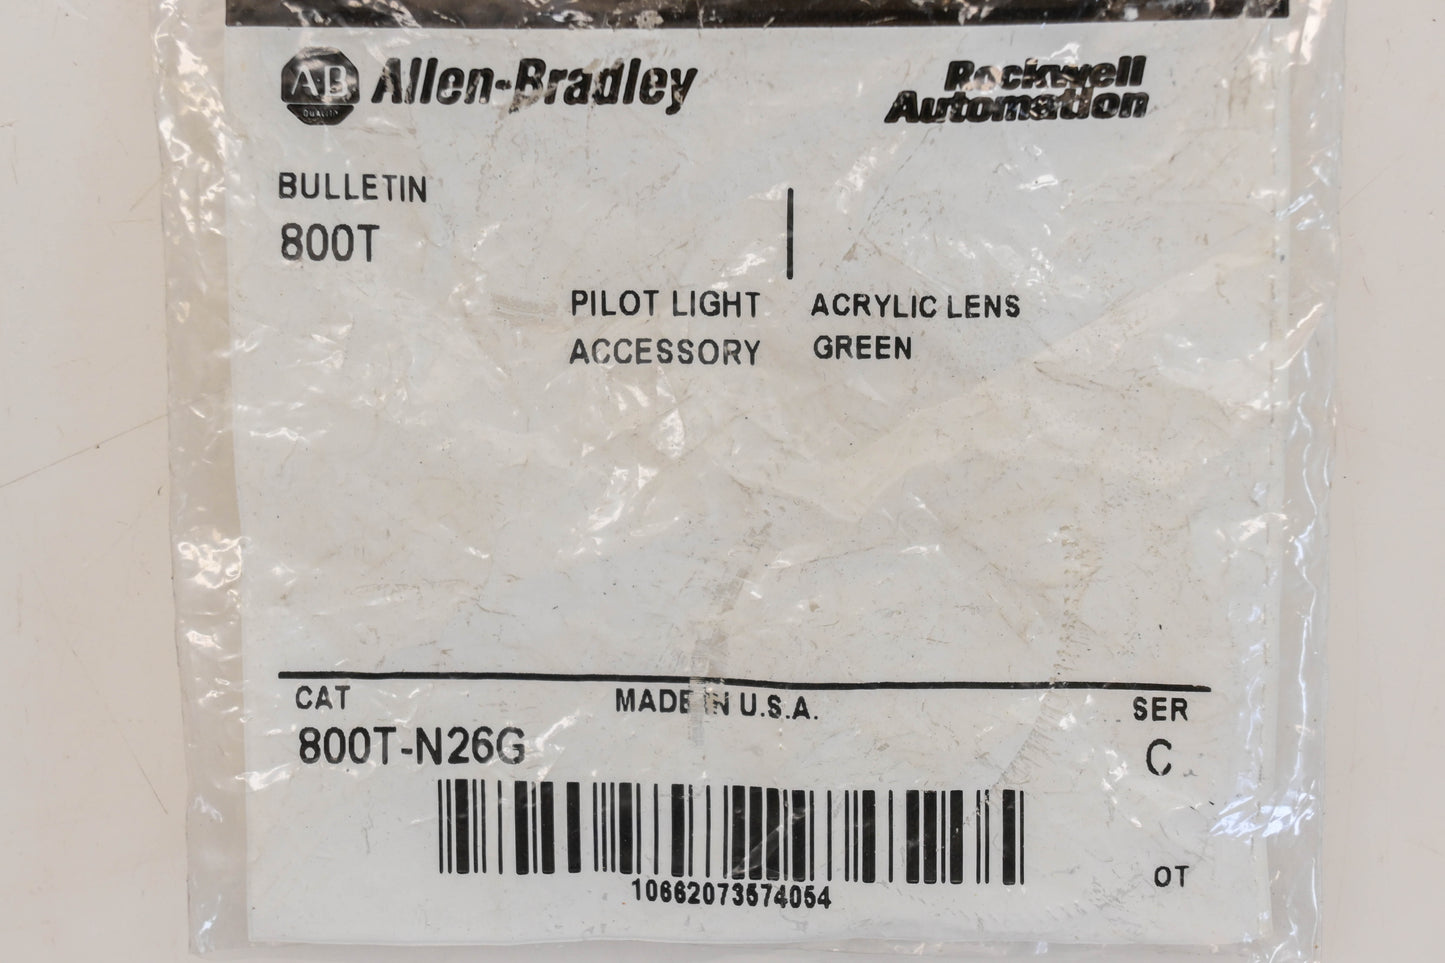 AB
QUALITY
Allen-Bradley
Rockwell
Automation
BULLETIN
800T
PILOT LIGHT
ACCESSORY
ACRYLIC LENS
GREEN
CAT
MADE IN U.S.A.
SER
800T-N26G
C
10662073574054
OT